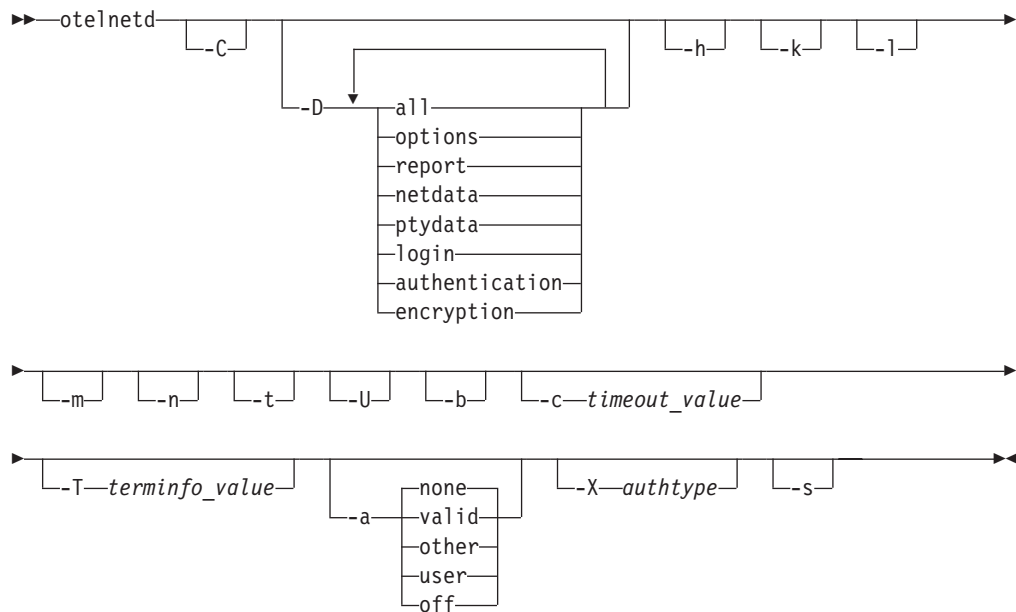 otelnetd
-C
-D
all
options
report
netdata
ptydata
login
authentication
encryption
-h
-k
-l
-m
-n
-t
-U
-b
-c timeout_value
-T terminfo_value
-a
none
valid
other
user
off
-X authtype
-s